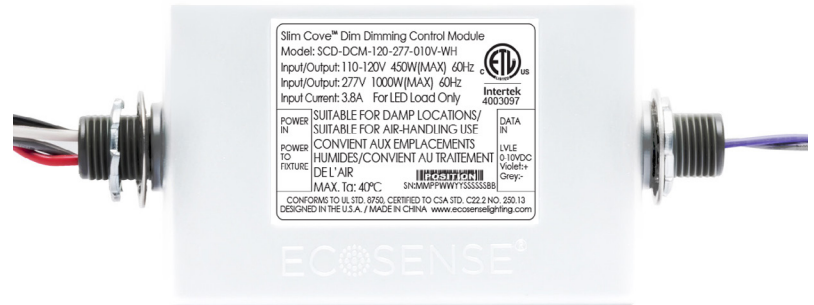 Slim Cove™ Dim Dimming Control Module
Model: SCD-DCM-120-277-010V-WH
Input/Output: 110-120V 450W(MAX) 60Hz
Input/Output: 277V 1000W(MAX) 60Hz
Input Current: 3.8A For LED Load Only
C ETL US
LISTED
Intertek
4003097
POWER
IN
POWER
TO
FIXTURE
SUITABLE FOR DAMP LOCATIONS/
SUITABLE FOR AIR-HANDLING USE
CONVIENT AUX EMPLACEMENTS
HUMIDES/CONVIENT AU TRAITEMENT
DE L'AIR
MAX. Ta: 40°C
POSITION
SN:MMPPWWYYSSSSSSBB
DATA
IN
LVLE
0-10VDC
Violet:+
Grey:-
CONFORMS TO UL STD. 8750, CERTIFIED TO CSA STD. C22.2 NO. 250.13
DESIGNED IN THE U.S.A. / MADE IN CHINA www.ecosenselighting.com
ECOSENSE®